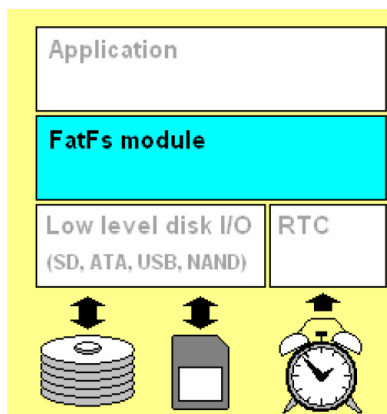 Application
FatFs module
Low level disk I/O
(SD, ATA, USB, NAND)
RTC